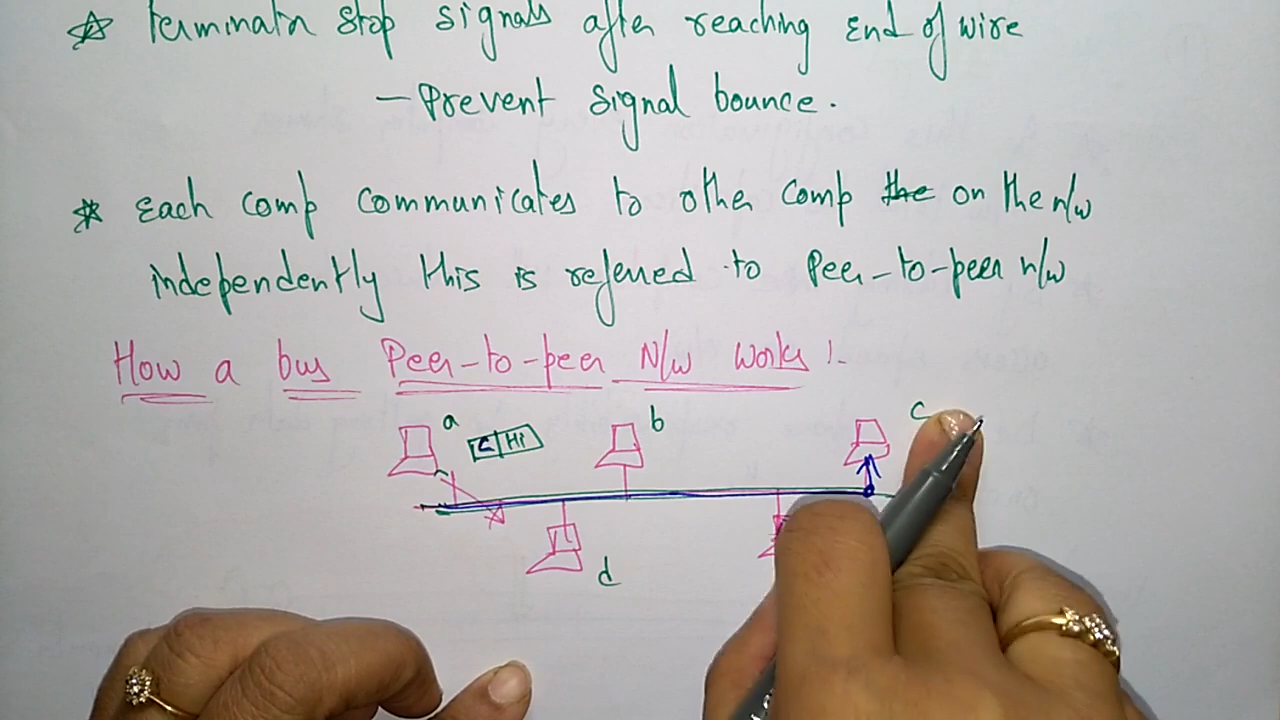 * Terminatn stop signals after reaching End of wire
- Prevent signal bounce.
* Each comp communicates to other comp the on the n/w
independently this is referred to Peer-to-peer n/w
How a bus Peer-to-peer N/w works !-
a C Hi b c
d